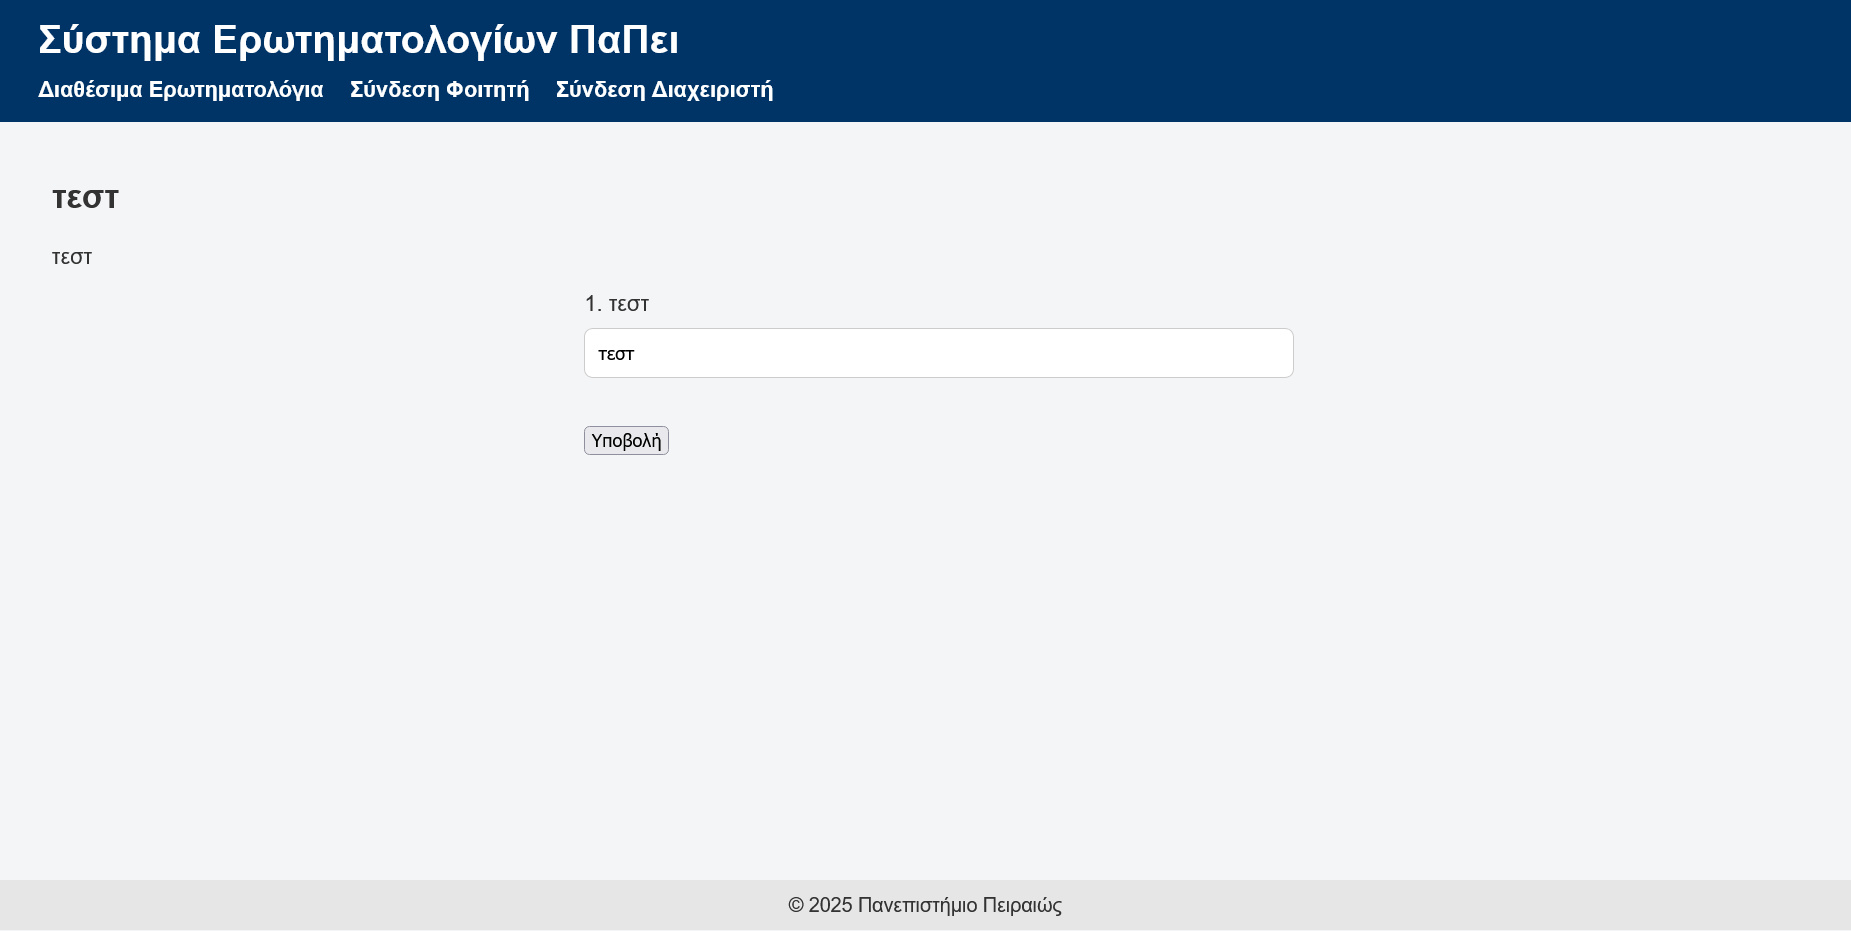 Σύστημα Ερωτηματολογίων ΠαΠει
Διαθέσιμα Ερωτηματολόγια Σύνδεση Φοιτητή Σύνδεση Διαχειριστή
τεστ
τεστ
1. τεστ
τεστ
Υποβολή
© 2025 Πανεπιστήμιο Πειραιώς